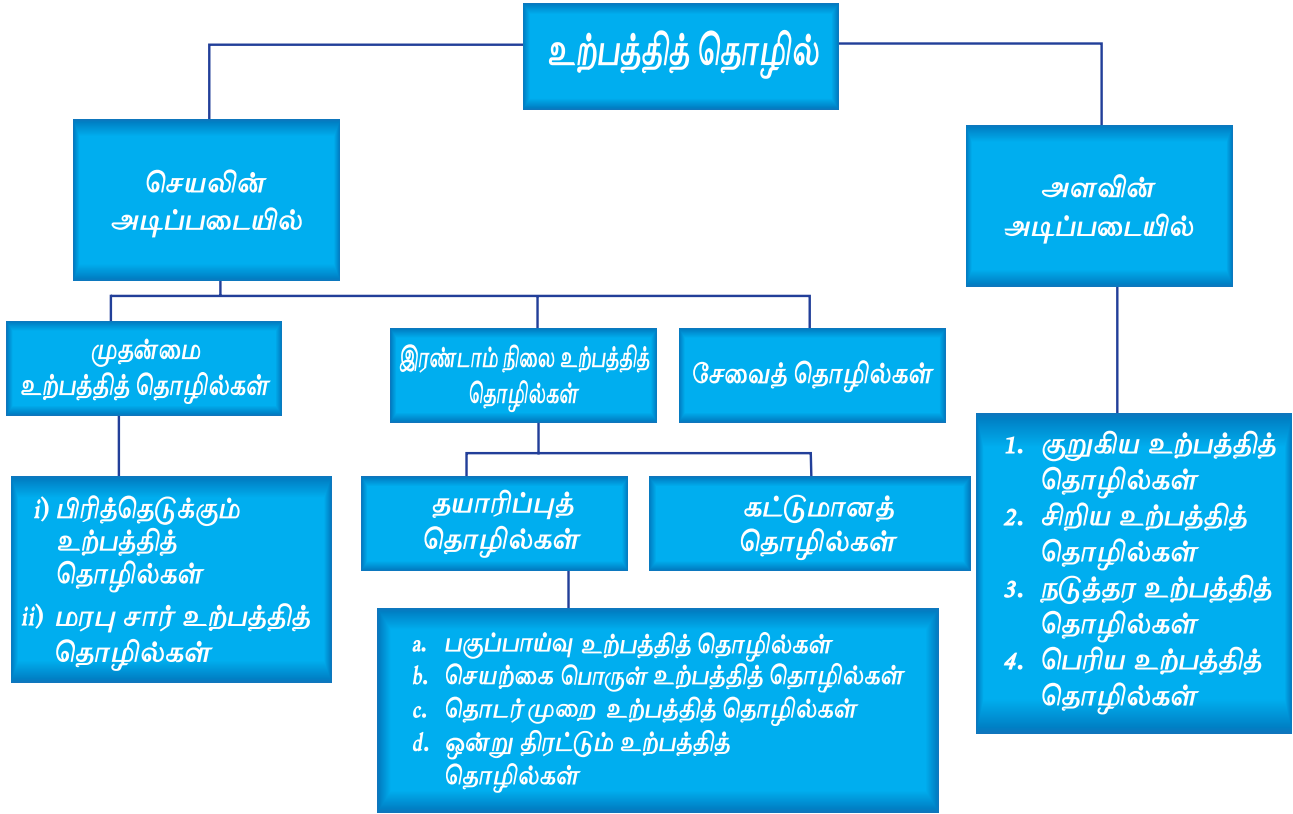 உற்பத்தித் தொழில்
செயலின்
அடிப்படையில்
அளவின்
அடிப்படையில்
முதன்மை
உற்பத்தித் தொழில்கள்
இரண்டாம் நிலை உற்பத்தித்
தொழில்கள்
சேவைத் தொழில்கள்
i) பிரித்தெடுக்கும்
உற்பத்தித்
தொழில்கள்
ii) மரபு சார் உற்பத்தித்
தொழில்கள்
தயாரிப்புத்
தொழில்கள்
கட்டுமானத்
தொழில்கள்
a. பகுப்பாய்வு உற்பத்தித் தொழில்கள்
b. செயற்கை பொருள் உற்பத்தித் தொழில்கள்
c. தொடர்முறை உற்பத்தித் தொழில்கள்
d. ஒன்று திரட்டும் உற்பத்தித்
தொழில்கள்
1. குறுகிய உற்பத்தித்
தொழில்கள்
2. சிறிய உற்பத்தித்
தொழில்கள்
3. நடுத்தர உற்பத்தித்
தொழில்கள்
4. பெரிய உற்பத்தித்
தொழில்கள்